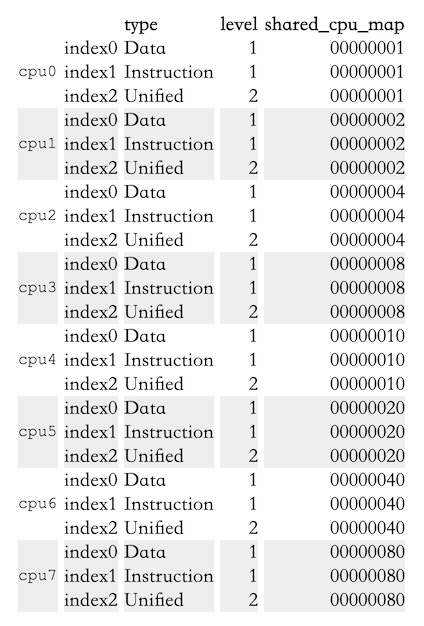 type level shared_cpu_map
index0 Data 1 00000001
cpu0 index1 Instruction 1 00000001
index2 Unified 2 00000001
index0 Data 1 00000002
cpu1 index1 Instruction 1 00000002
index2 Unified 2 00000002
index0 Data 1 00000004
cpu2 index1 Instruction 1 00000004
index2 Unified 2 00000004
index0 Data 1 00000008
cpu3 index1 Instruction 1 00000008
index2 Unified 2 00000008
index0 Data 1 00000010
cpu4 index1 Instruction 1 00000010
index2 Unified 2 00000010
index0 Data 1 00000020
cpu5 index1 Instruction 1 00000020
index2 Unified 2 00000020
index0 Data 1 00000040
cpu6 index1 Instruction 1 00000040
index2 Unified 2 00000040
index0 Data 1 00000080
cpu7 index1 Instruction 1 00000080
index2 Unified 2 00000080